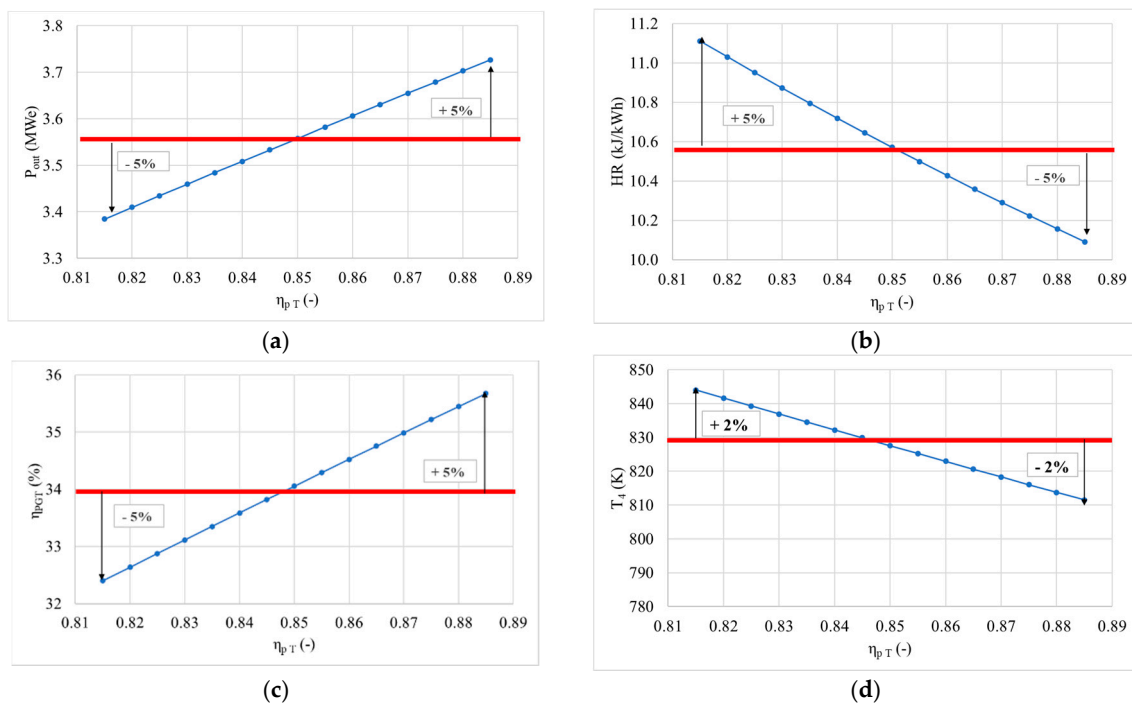 (a)
3.8
3.7
3.6
3.5
3.4
3.3
P_out (MWe)
+ 5%
- 5%
0.81 0.82 0.83 0.84 0.85 0.86 0.87 0.88 0.89
η_p T (-)
(b)
11.2
11.0
10.8
10.6
10.4
10.2
10.0
HR (kJ/kWh)
+ 5%
- 5%
0.81 0.82 0.83 0.84 0.85 0.86 0.87 0.88 0.89
η_p T (-)
(c)
36
35
34
33
32
η_PGT (%)
+ 5%
- 5%
0.81 0.82 0.83 0.84 0.85 0.86 0.87 0.88 0.89
η_p T (-)
(d)
850
840
830
820
810
800
790
780
T_4 (K)
+ 2%
- 2%
0.81 0.82 0.83 0.84 0.85 0.86 0.87 0.88 0.89
η_p T (-)